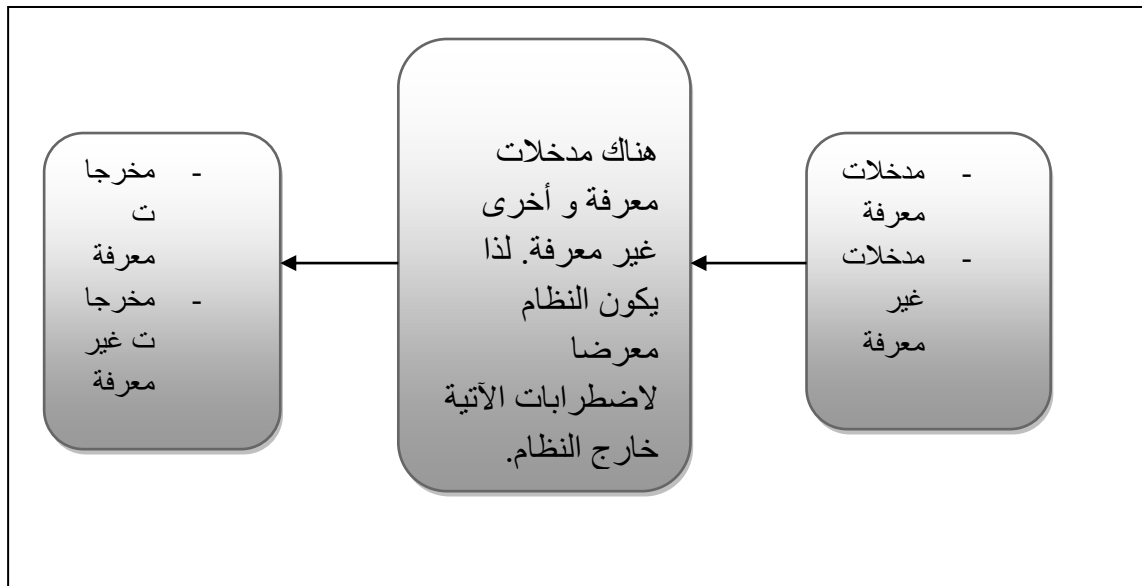 - مدخلات
معرفة
- مدخلات
غير
معرفة
هناك مدخلات
معرفة و أخرى
غير معرفة. لذا
يكون النظام
معرضا
لاضطرابات الآتية
خارج النظام.
- مخرجا
ت
معرفة
- مخرجا
ت غير
معرفة